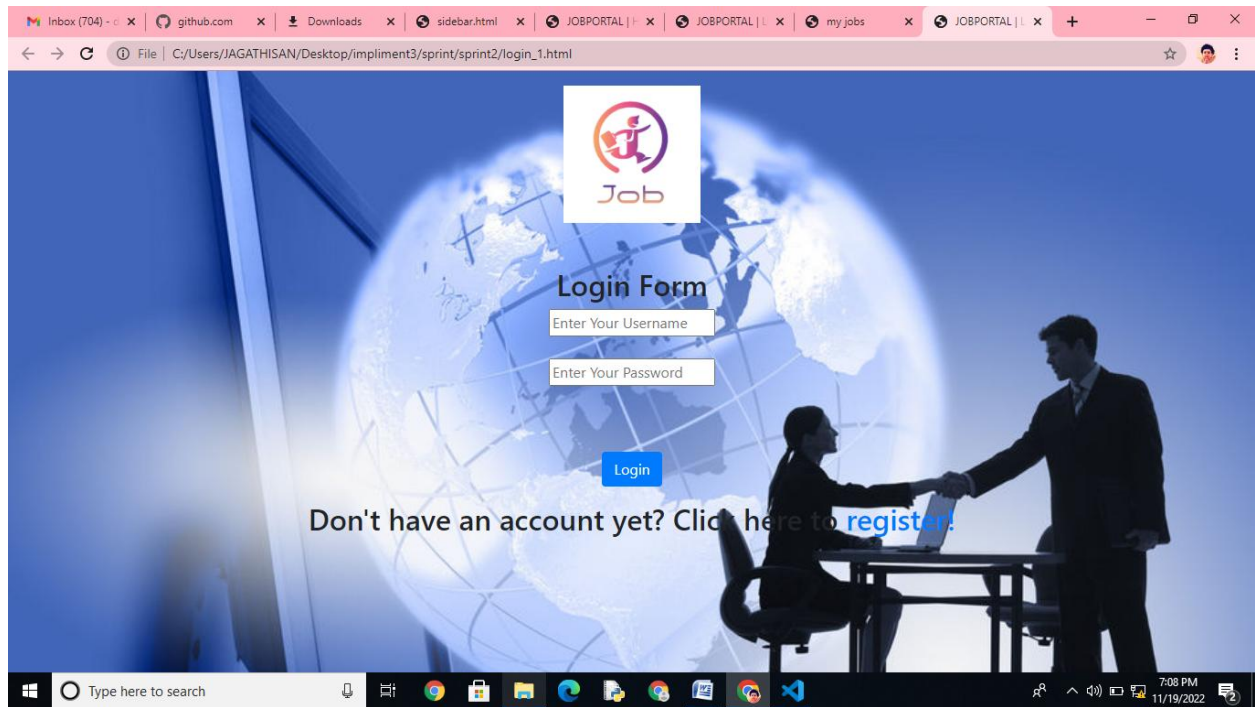 Inbox (704) - d
github.com
Downloads
sidebar.html
JOBPORTAL | H
JOBPORTAL | L
my jobs
JOBPORTAL | L
File | C:/Users/JAGATHISAN/Desktop/impliment3/sprint/sprint2/login_1.html
Job
Login Form
Enter Your Username
Enter Your Password
Login
Don't have an account yet? Click here to register!
Type here to search
7:08 PM
11/19/2022
2